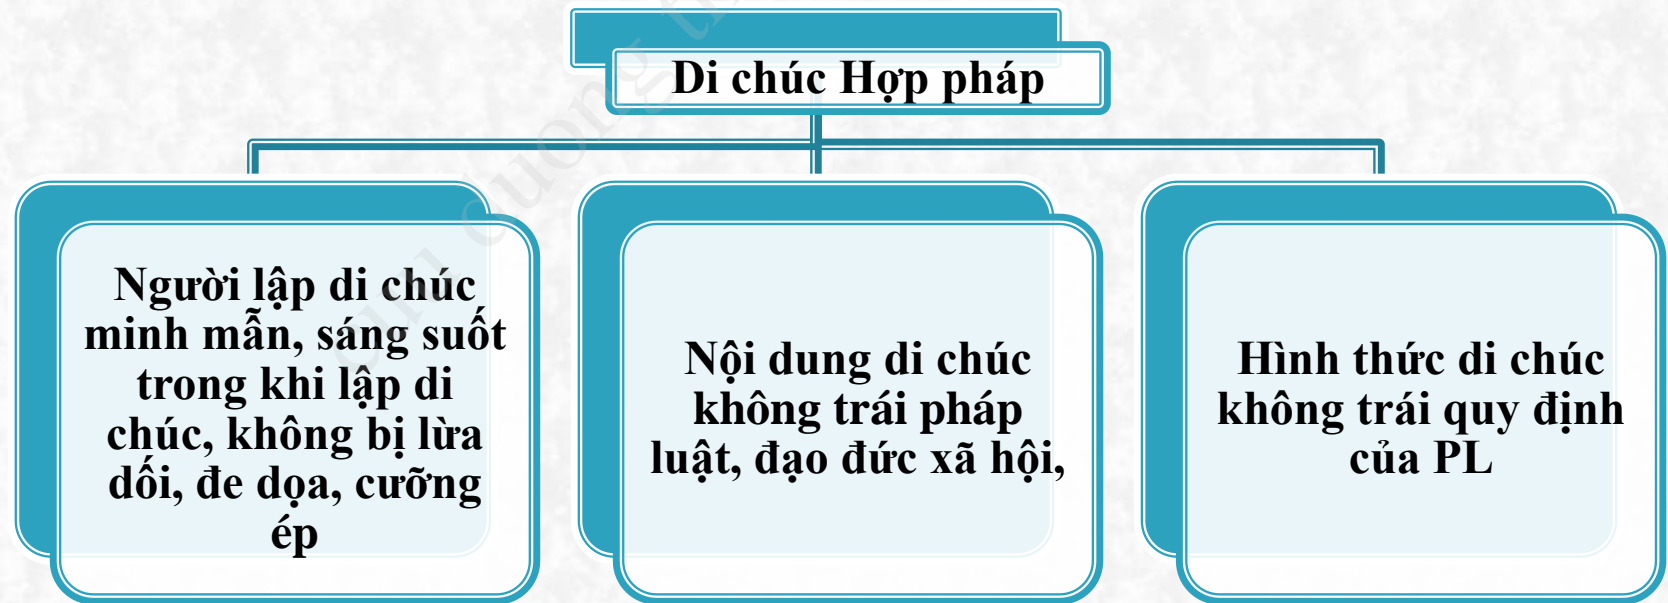 Di chúc Hợp pháp
Người lập di chúc
minh mẫn, sáng suốt
trong khi lập di
chúc, không bị lừa
dối, đe dọa, cưỡng
ép
Nội dung di chúc
không trái pháp
luật, đạo đức xã hội,
Hình thức di chúc
không trái quy định
của PL